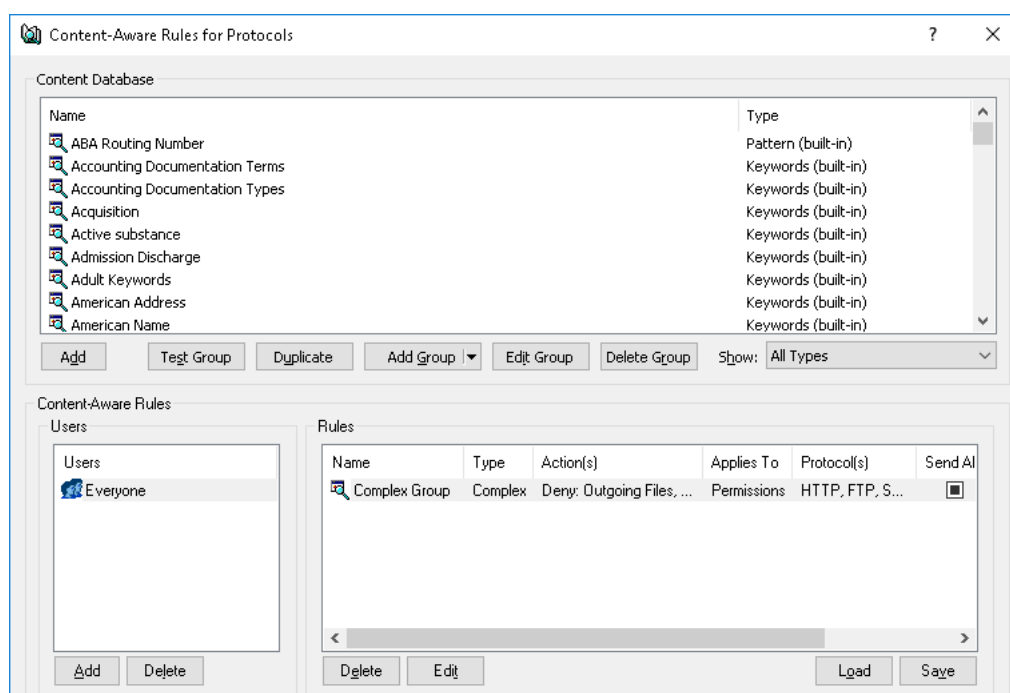 Content-Aware Rules for Protocols ? ×
Content Database
Name Type
ABA Routing Number Pattern (built-in)
Accounting Documentation Terms Keywords (built-in)
Accounting Documentation Types Keywords (built-in)
Acquisition Keywords (built-in)
Active substance Keywords (built-in)
Admission Discharge Keywords (built-in)
Adult Keywords Keywords (built-in)
American Address Keywords (built-in)
American Name Keywords (built-in)
Add Test Group Duplicate Add Group Edit Group Delete Group Show: All Types
Content-Aware Rules
Users Rules
Users Name Type Action(s) Applies To Protocol(s) Send Al
Everyone Complex Group Complex Deny: Outgoing Files, ... Permissions HTTP, FTP, S...
Add Delete Delete Edit Load Save